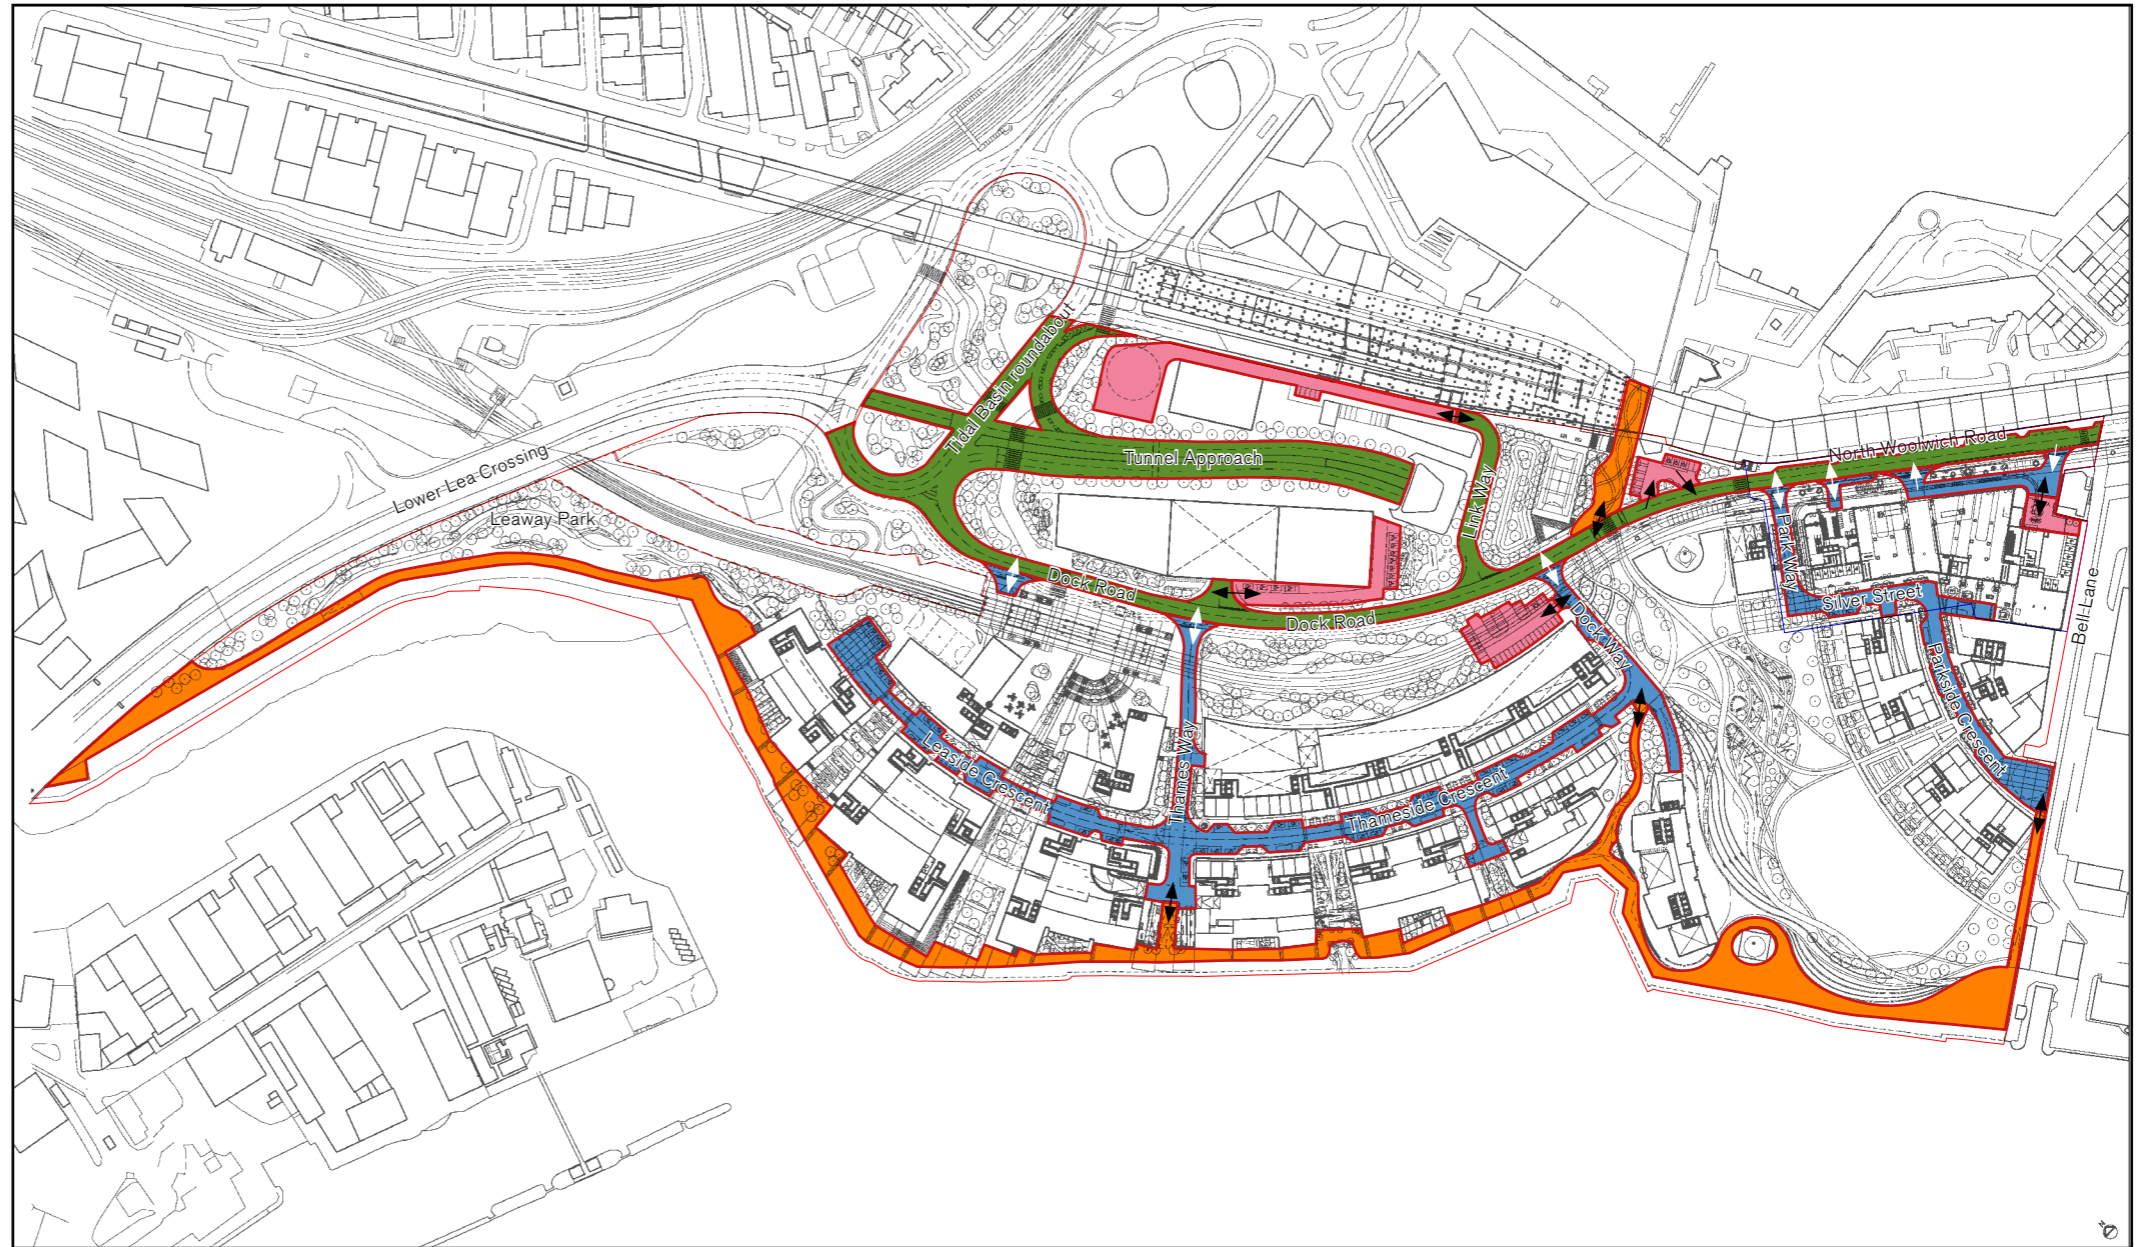 Tidal Basin roundabout
Lower Lea Crossing
Leaway Park
Tunnel Approach
Link Way
North Woolwich Road
Park Way
Silver Street
Bell Lane
Dock Road
Dock Road
Dock Way
Parkside Crescent
Leaside Crescent
Thames Way
Thameside Crescent
N